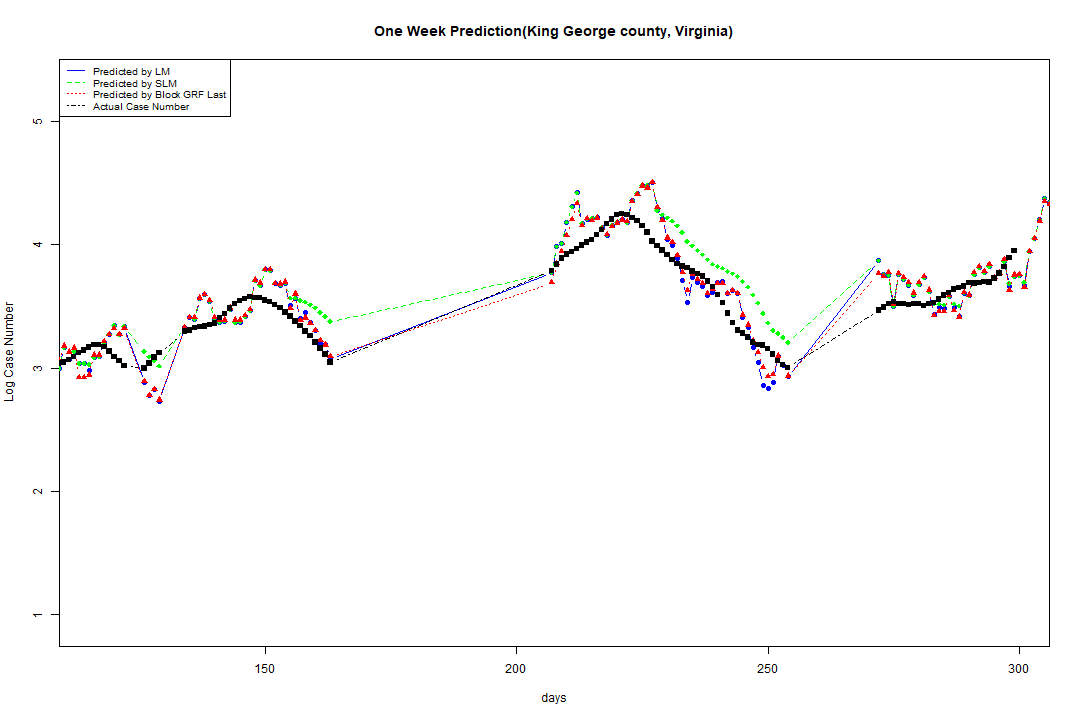 One Week Prediction(King George county, Virginia)
Predicted by LM
Predicted by SLM
Predicted by Block GRF Last
Actual Case Number
5
4
3
2
1
Log Case Number
150 200 250 300
days